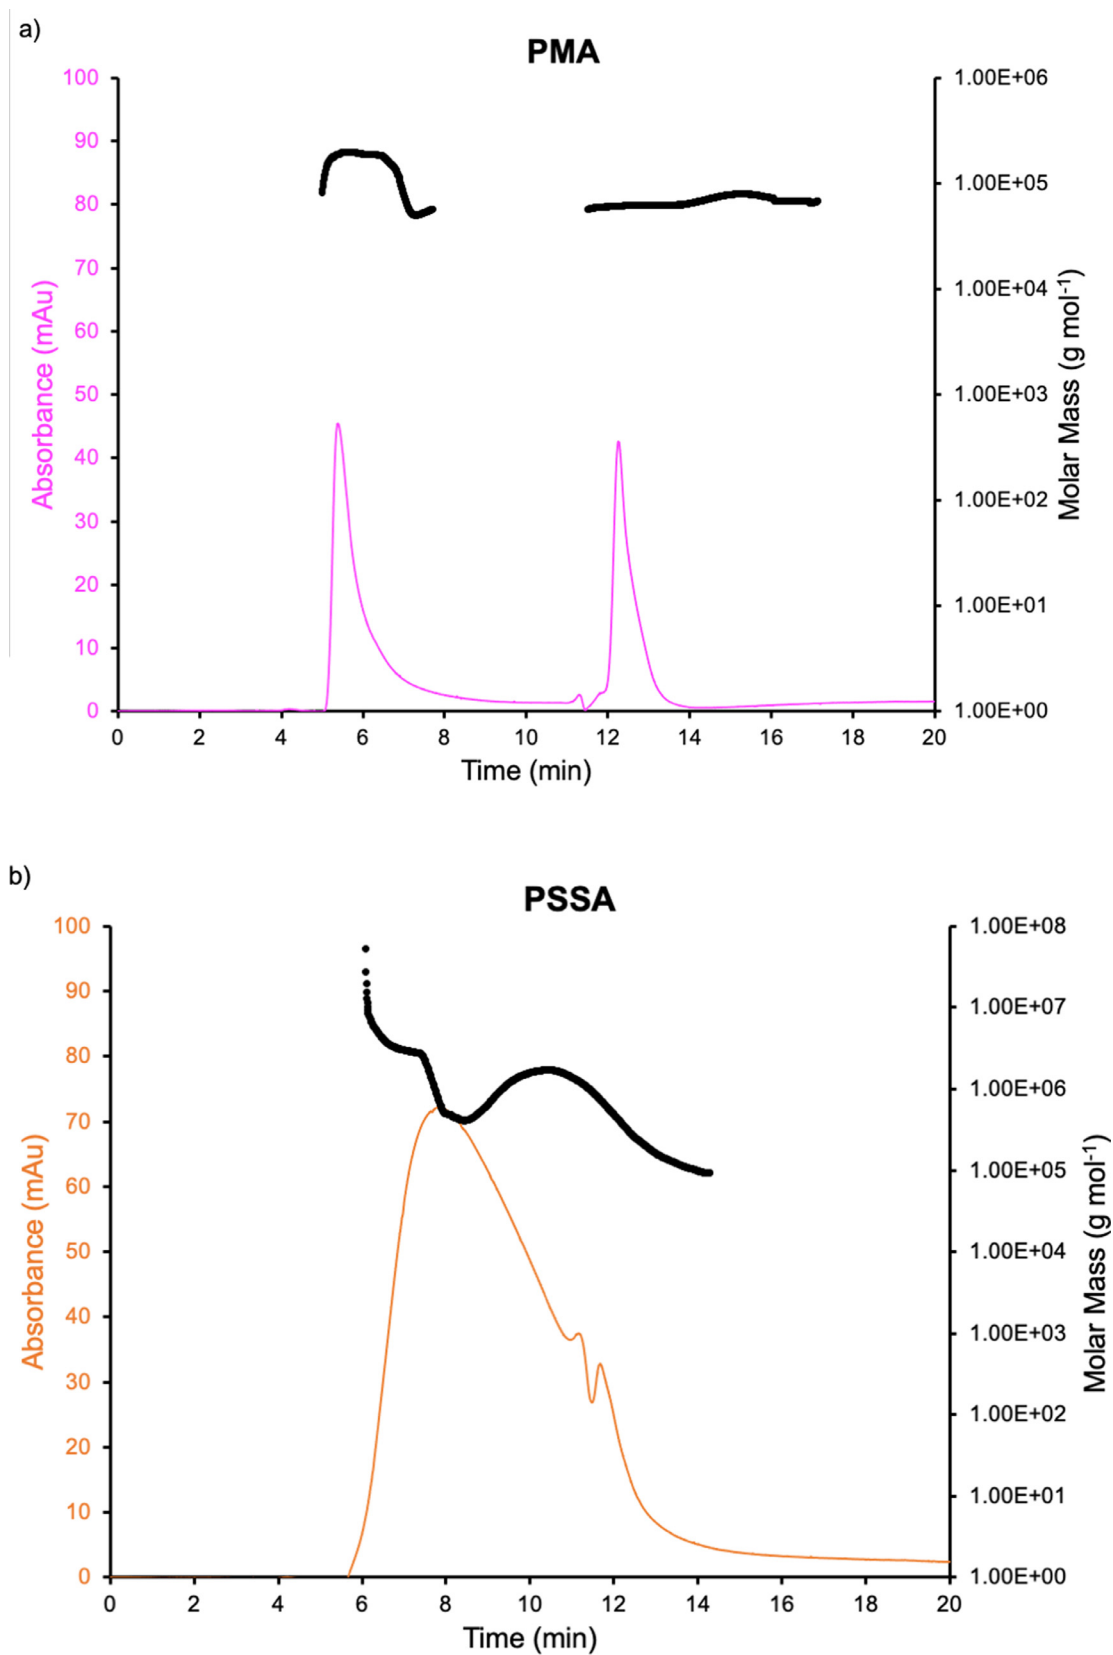 a)
PMA
100
90
80
70
60
50
40
30
20
10
0
Absorbance (mAu)
1.00E+06
1.00E+05
1.00E+04
1.00E+03
1.00E+02
1.00E+01
1.00E+00
Molar Mass (g mol⁻¹)
0 2 4 6 8 10 12 14 16 18 20
Time (min)
b)
PSSA
100
90
80
70
60
50
40
30
20
10
0
Absorbance (mAu)
1.00E+08
1.00E+07
1.00E+06
1.00E+05
1.00E+04
1.00E+03
1.00E+02
1.00E+01
1.00E+00
Molar Mass (g mol⁻¹)
0 2 4 6 8 10 12 14 16 18 20
Time (min)